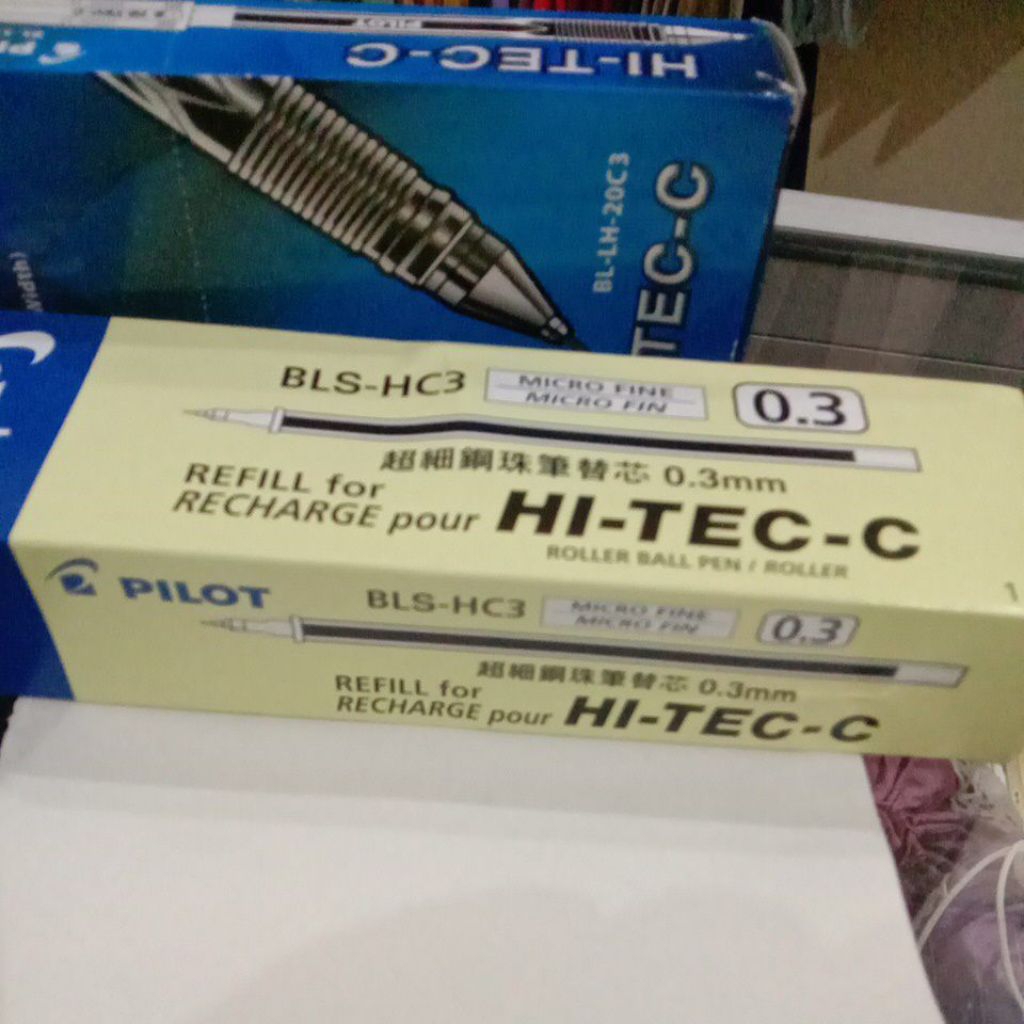 PILOT
HI-TEC-C
BL-LH-20C3
TEC-C
BLS-HC3 MICRO FINE
MICRO FIN 0.3
超細鋼珠筆替芯 0.3mm
REFILL for
RECHARGE pour HI-TEC-C
ROLLER BALL PEN / ROLLER
PILOT BLS-HC3 MICRO FINE
MICRO FIN 0.3
超細鋼珠筆替芯 0.3mm
REFILL for
RECHARGE pour HI-TEC-C